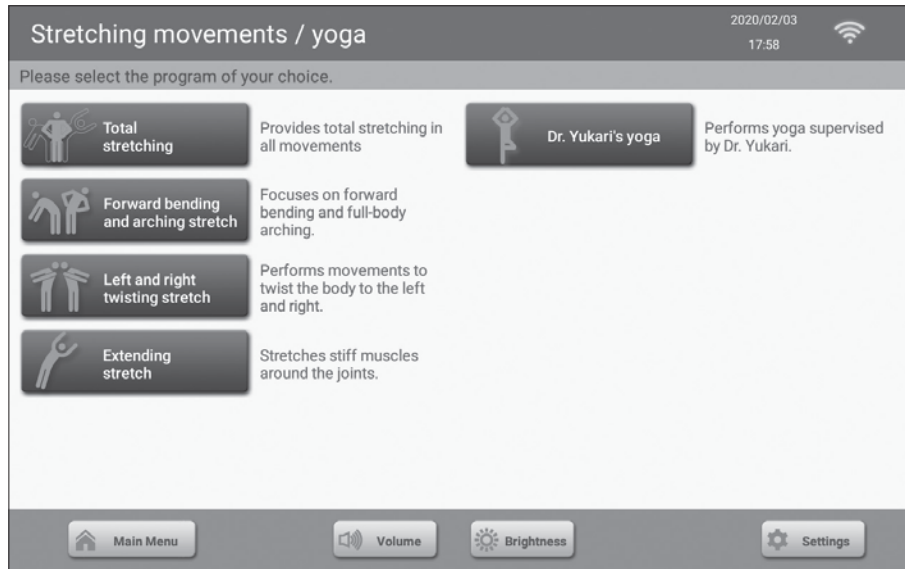 Stretching movements / yoga
2020/02/03
17:58
Please select the program of your choice.
Total
stretching
Provides total stretching in
all movements
Forward bending
and arching stretch
Focuses on forward
bending and full-body
arching.
Left and right
twisting stretch
Performs movements to
twist the body to the left
and right.
Extending
stretch
Stretches stiff muscles
around the joints.
Dr. Yukari's yoga
Performs yoga supervised
by Dr. Yukari.
Main Menu
Volume
Brightness
Settings